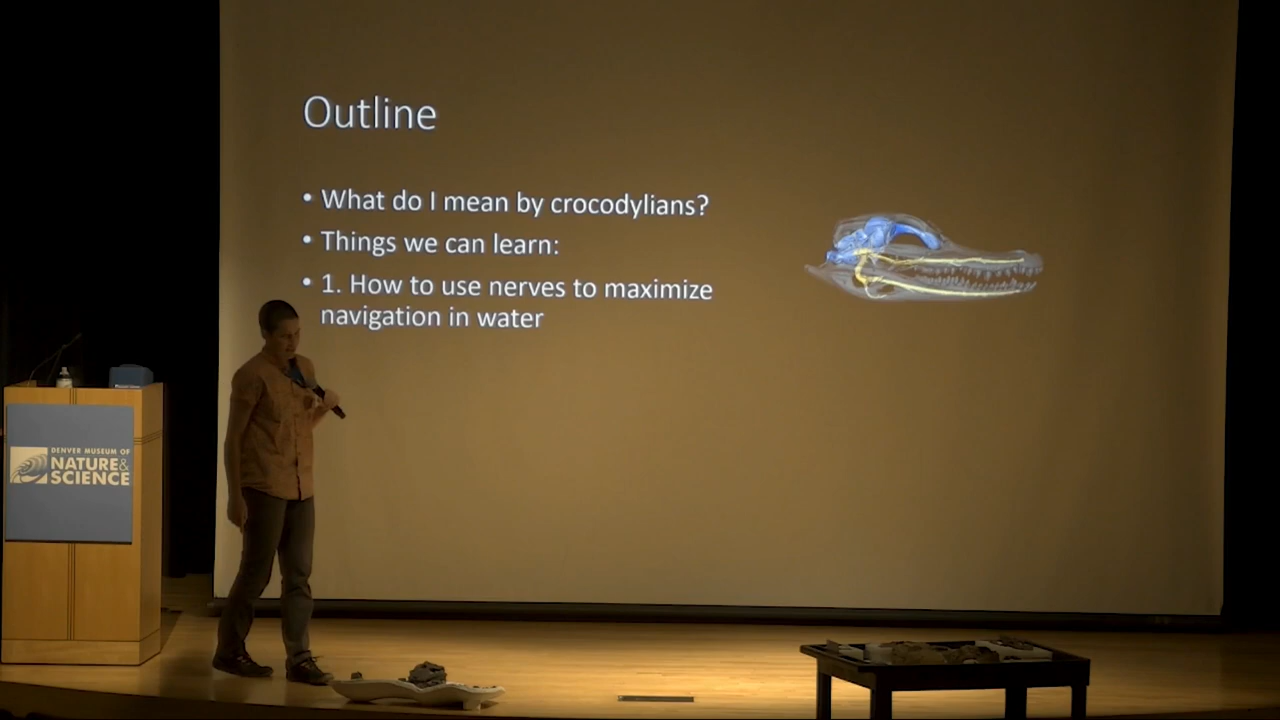 Outline
• What do I mean by crocodylians?
• Things we can learn:
• 1. How to use nerves to maximize
navigation in water
DENVER MUSEUM OF
NATURE&
SCIENCE